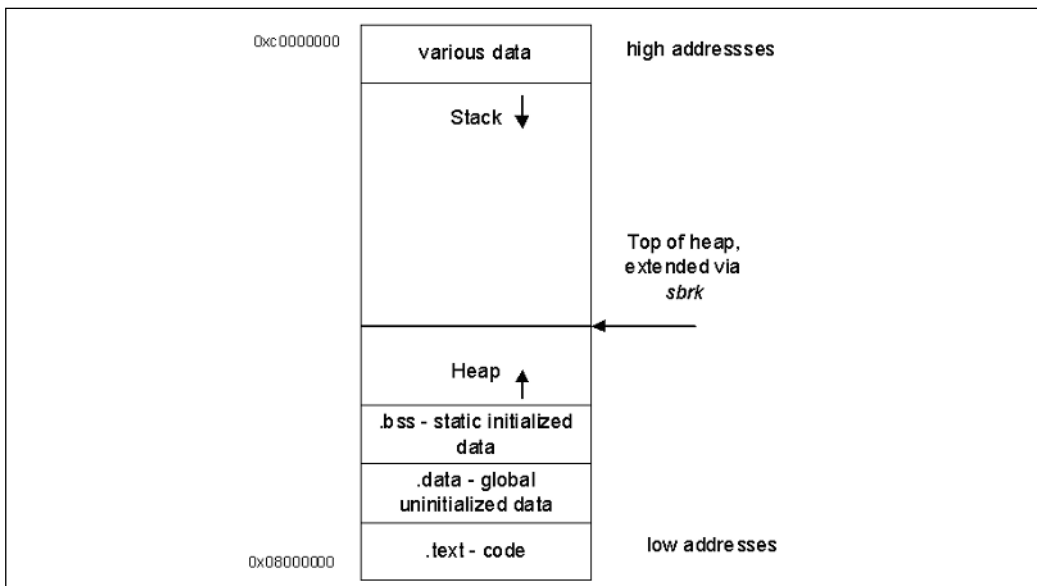 0xc0000000
various data
high addressses
Stack
Top of heap,
extended via
sbrk
Heap
.bss - static initialized
data
.data - global
uninitialized data
.text - code
low addresses
0x08000000